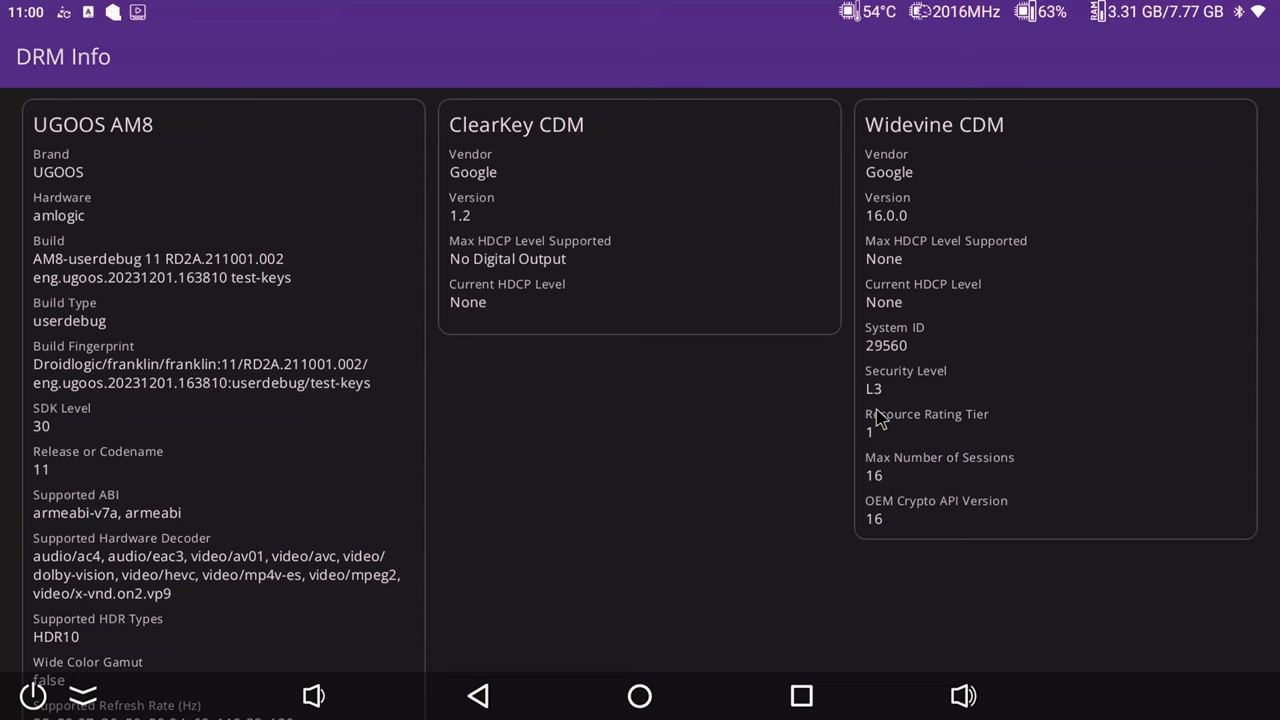 11:00
54°C
2016MHz
63%
RAM
3.31 GB/7.77 GB
DRM Info
UGOOS AM8
Brand
UGOOS
Hardware
amlogic
Build
AM8-userdebug 11 RD2A.211001.002
eng.ugoos.20231201.163810 test-keys
Build Type
userdebug
Build Fingerprint
Droidlogic/franklin/franklin:11/RD2A.211001.002/
eng.ugoos.20231201.163810:userdebug/test-keys
SDK Level
30
Release or Codename
11
Supported ABI
armeabi-v7a, armeabi
Supported Hardware Decoder
audio/ac4, audio/eac3, video/av01, video/avc, video/
dolby-vision, video/hevc, video/mp4v-es, video/mpeg2,
video/x-vnd.on2.vp9
Supported HDR Types
HDR10
Wide Color Gamut
false
Supported Refresh Rate (Hz)
ClearKey CDM
Vendor
Google
Version
1.2
Max HDCP Level Supported
No Digital Output
Current HDCP Level
None
Widevine CDM
Vendor
Google
Version
16.0.0
Max HDCP Level Supported
None
Current HDCP Level
None
System ID
29560
Security Level
L3
Resource Rating Tier
1
Max Number of Sessions
16
OEM Crypto API Version
16